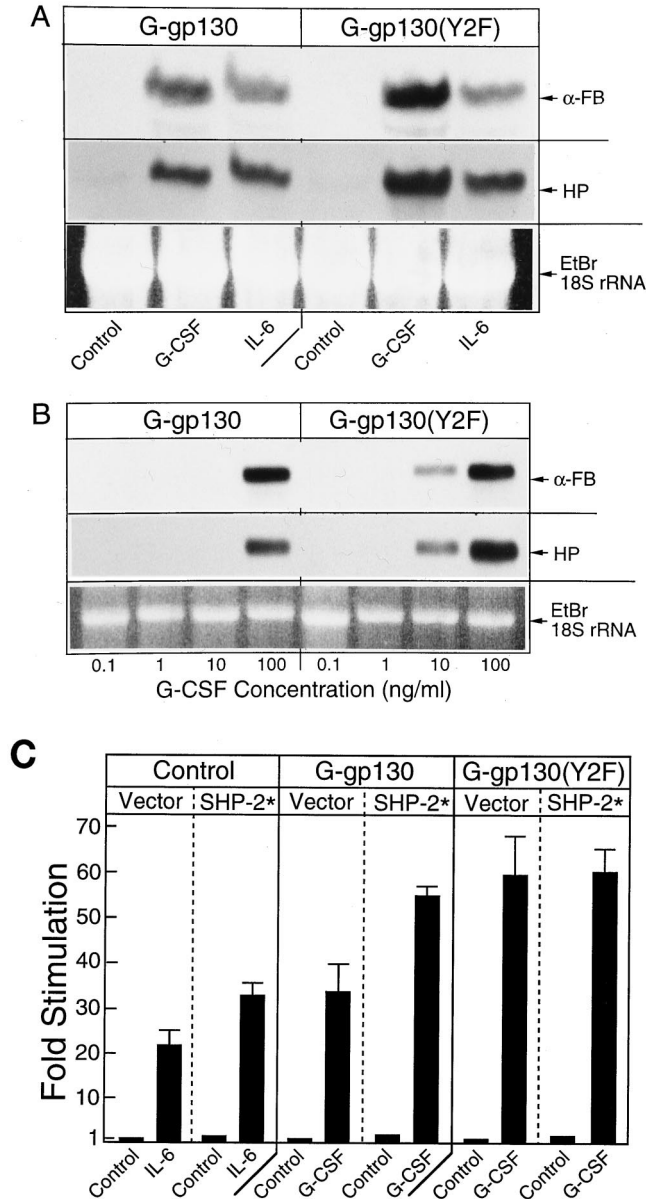 A
G-gp130 G-gp130(Y2F)
α-FB
HP
EtBr
18S rRNA
Control G-CSF IL-6 Control G-CSF IL-6
B
G-gp130 G-gp130(Y2F)
α-FB
HP
EtBr
18S rRNA
0.1 1 10 100 0.1 1 10 100
G-CSF Concentration (ng/ml)
C
Control G-gp130 G-gp130(Y2F)
Vector SHP-2* Vector SHP-2* Vector SHP-2*
Fold Stimulation
70
60
50
40
30
20
10
1
Control IL-6 Control IL-6 Control G-CSF Control G-CSF Control G-CSF Control G-CSF